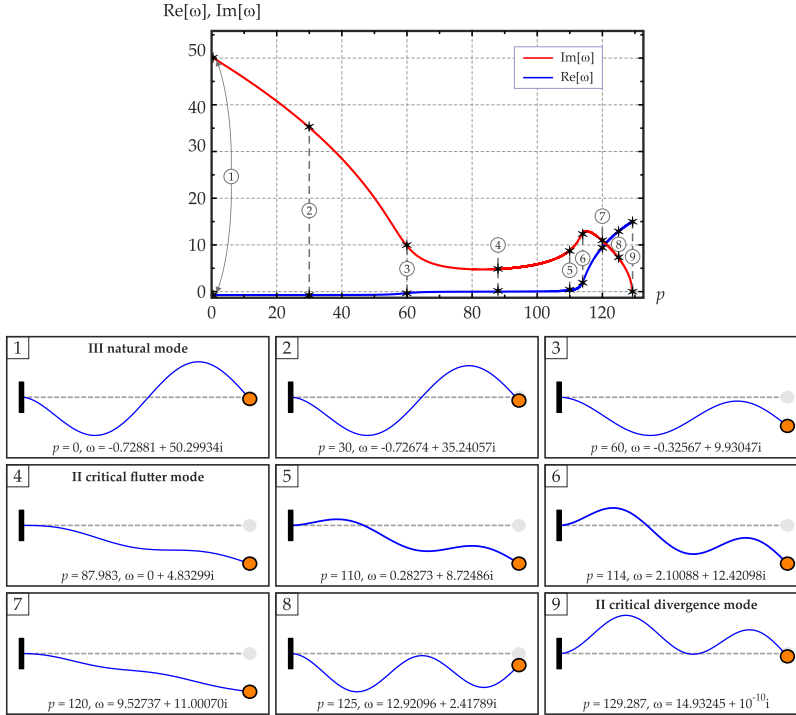 Re[ω], Im[ω]
50
40
30
20
10
0
0 20 40 60 80 100 120
p
Im[ω]
Re[ω]
1
2
3
4
5
6
7
8
9
1
III natural mode
p = 0, ω = -0.72881 + 50.29934i
2
p = 30, ω = -0.72674 + 35.24057i
3
p = 60, ω = -0.32567 + 9.93047i
4
II critical flutter mode
p = 87.983, ω = 0 + 4.83299i
5
p = 110, ω = 0.28273 + 8.72486i
6
p = 114, ω = 2.10088 + 12.42098i
7
p = 120, ω = 9.52737 + 11.00070i
8
p = 125, ω = 12.92096 + 2.41789i
9
II critical divergence mode
p = 129.287, ω = 14.93245 + 10⁻¹⁰i